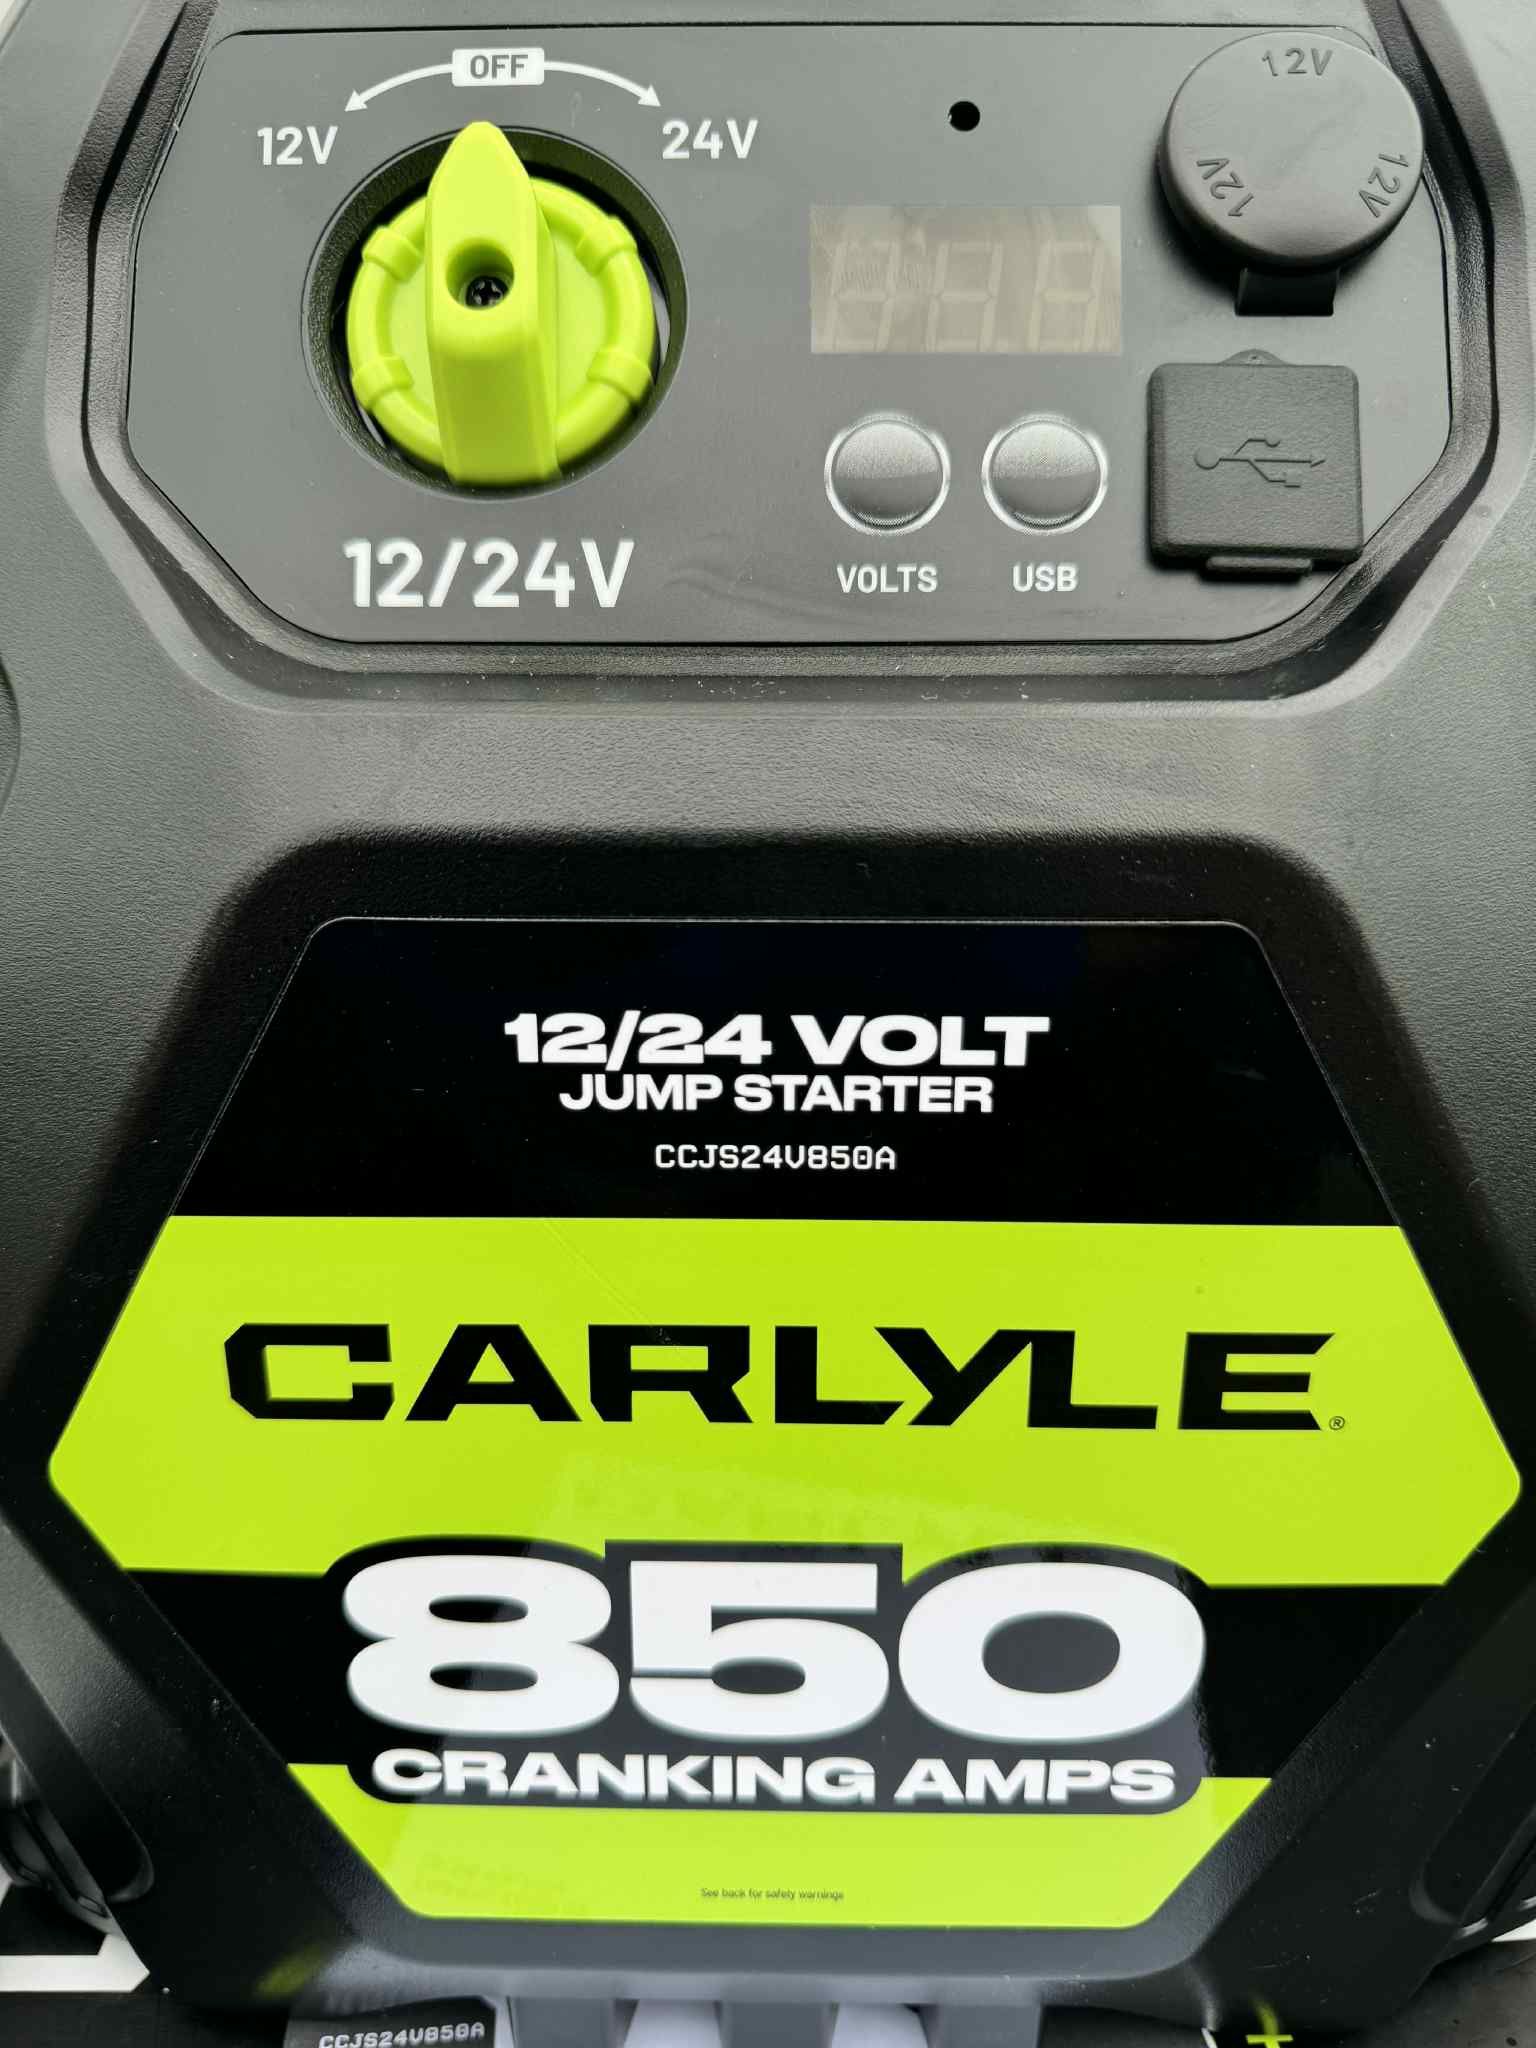 OFF
12V
24V
12V
12V
12V
12/24V
VOLTS
USB
12/24 VOLT
JUMP STARTER
CCJS24V850A
CARLYLE®
850
CRANKING AMPS
See back for safety warnings
CCJS24V850A
+